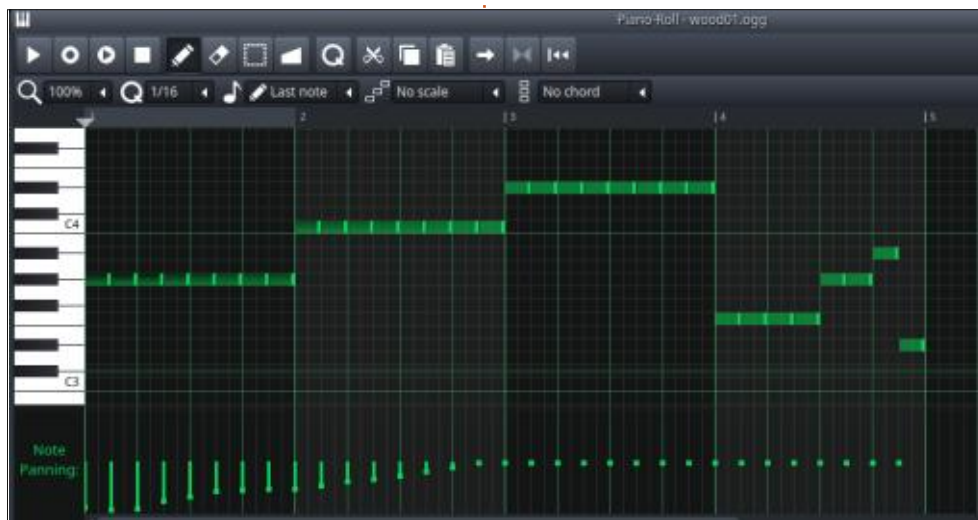 Piano-Roll - wood01.ogg
100% 1/16 Last note No scale No chord
1 2 3 4 5
C4
C3
Note
Panning: